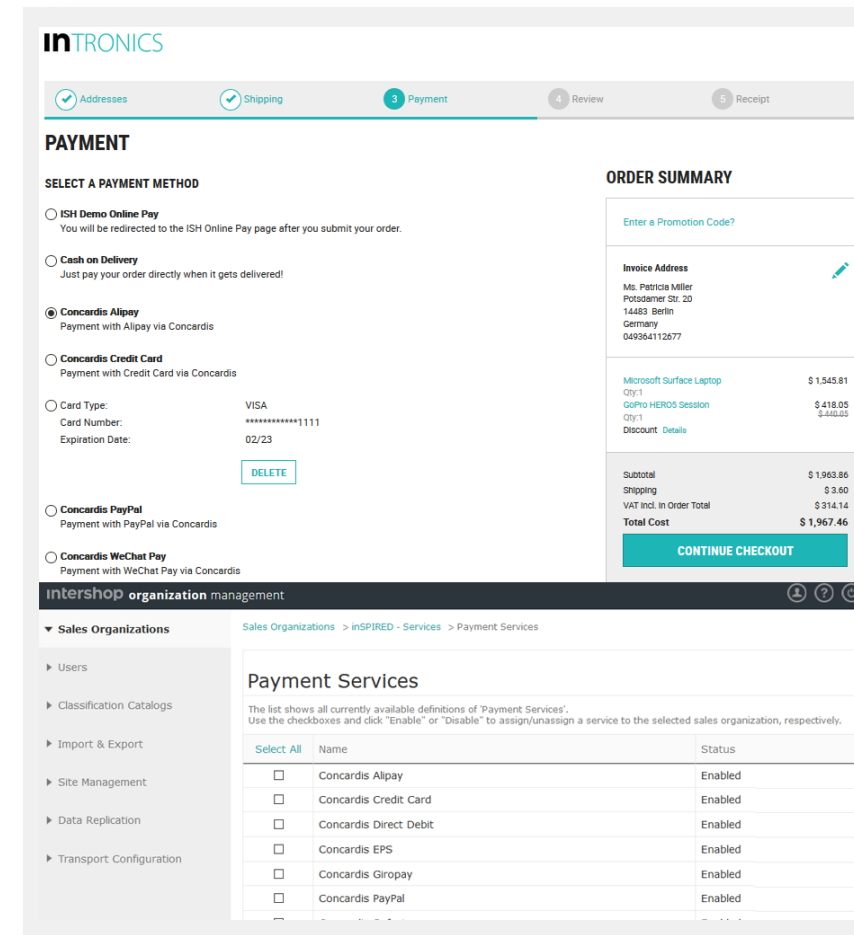 INTRONICS
Addresses
Shipping
3 Payment
4 Review
5 Receipt
PAYMENT
SELECT A PAYMENT METHOD
ISH Demo Online Pay
You will be redirected to the ISH Online Pay page after you submit your order.
Cash on Delivery
Just pay your order directly when it gets delivered!
Concardis Alipay
Payment with Alipay via Concardis
Concardis Credit Card
Payment with Credit Card via Concardis
Card Type: VISA
Card Number: ************1111
Expiration Date: 02/23
DELETE
Concardis PayPal
Payment with PayPal via Concardis
Concardis WeChat Pay
Payment with WeChat Pay via Concardis
ORDER SUMMARY
Enter a Promotion Code?
Invoice Address
Ms. Patricia Miller
Potsdamer Str. 20
14483 Berlin
Germany
049364112677
Microsoft Surface Laptop $ 1,545.81
Qty:1
GoPro HERO5 Session $ 418.05
Qty:1 $ 440.05
Discount Details
Subtotal $ 1,963.86
Shipping $ 3.60
VAT Incl. in Order Total $ 314.14
Total Cost $ 1,967.46
CONTINUE CHECKOUT
intershop organization management
Sales Organizations
Users
Classification Catalogs
Import & Export
Site Management
Data Replication
Transport Configuration
Sales Organizations > inSPIRED - Services > Payment Services
Payment Services
The list shows all currently available definitions of 'Payment Services'.
Use the checkboxes and click "Enable" or "Disable" to assign/unassign a service to the selected sales organization, respectively.
Select All Name Status
Concardis Alipay Enabled
Concardis Credit Card Enabled
Concardis Direct Debit Enabled
Concardis EPS Enabled
Concardis Giropay Enabled
Concardis PayPal Enabled